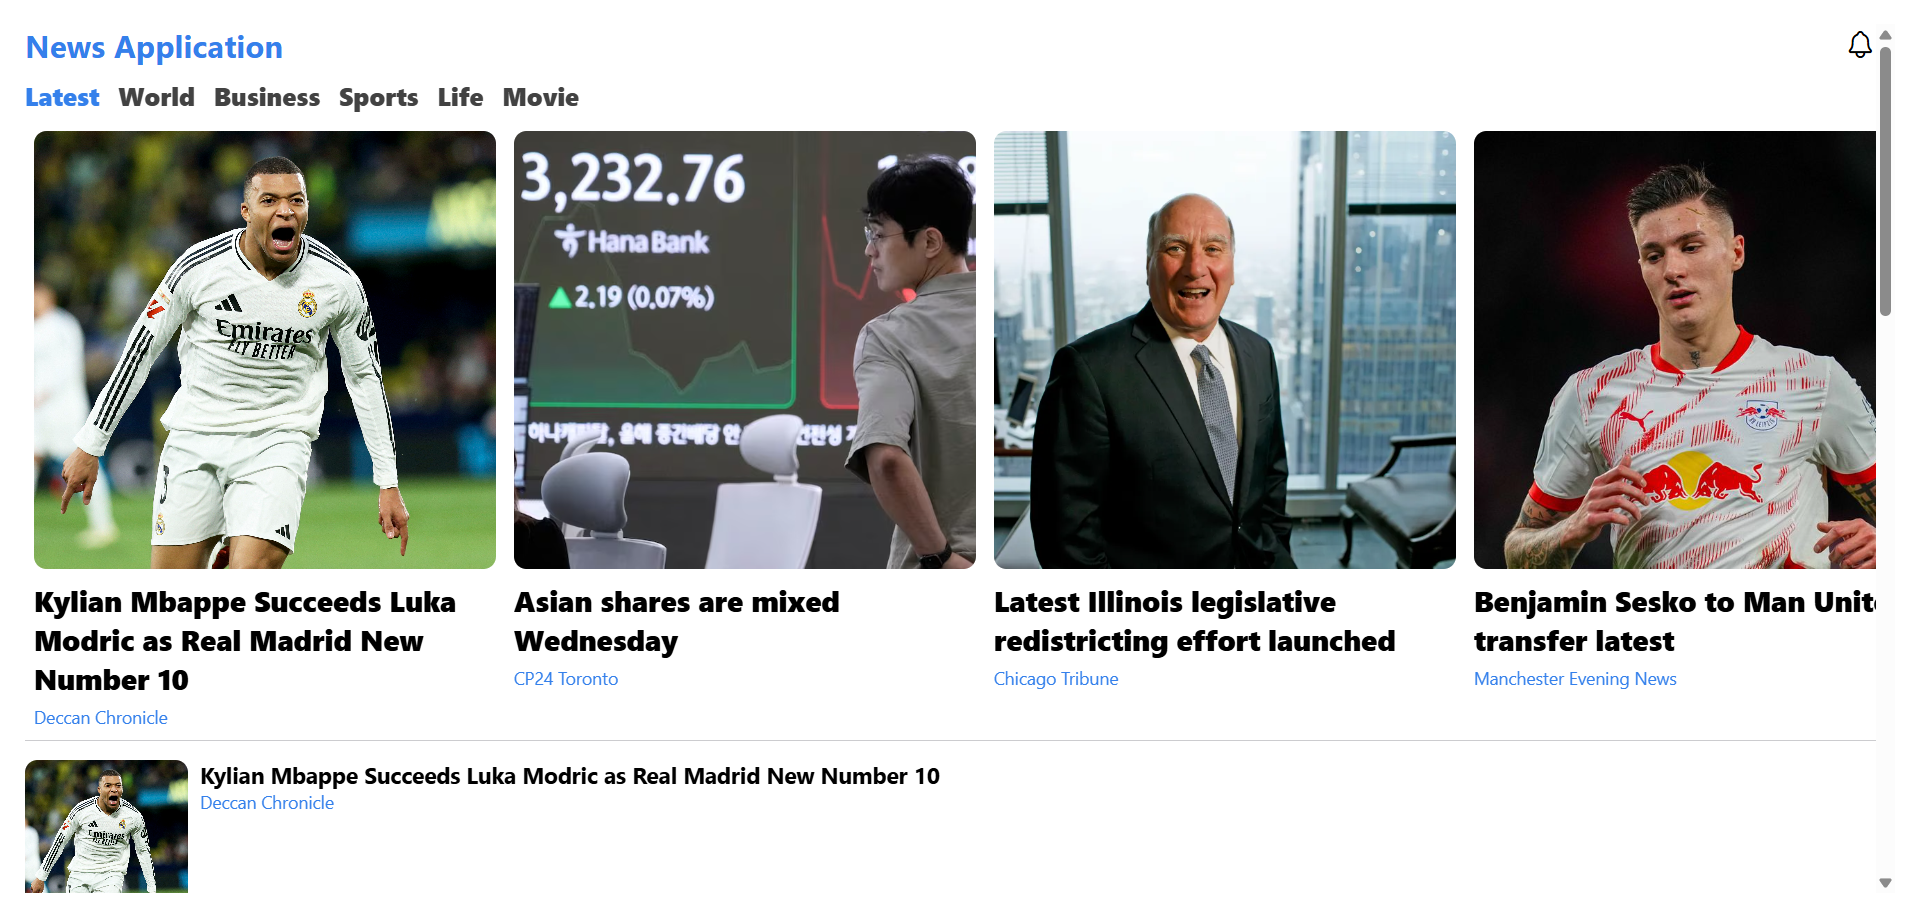 News Application
Latest World Business Sports Life Movie
Emirates
FLY BETTER
3,232.76
Hana Bank
▲2.19 (0.07%)
Kylian Mbappe Succeeds Luka
Modric as Real Madrid New
Number 10
Deccan Chronicle
Asian shares are mixed
Wednesday
CP24 Toronto
Latest Illinois legislative
redistricting effort launched
Chicago Tribune
Benjamin Sesko to Man
transfer latest
Manchester Evening News
Kylian Mbappe Succeeds Luka Modric as Real Madrid New Number 10
Deccan Chronicle
Emirates